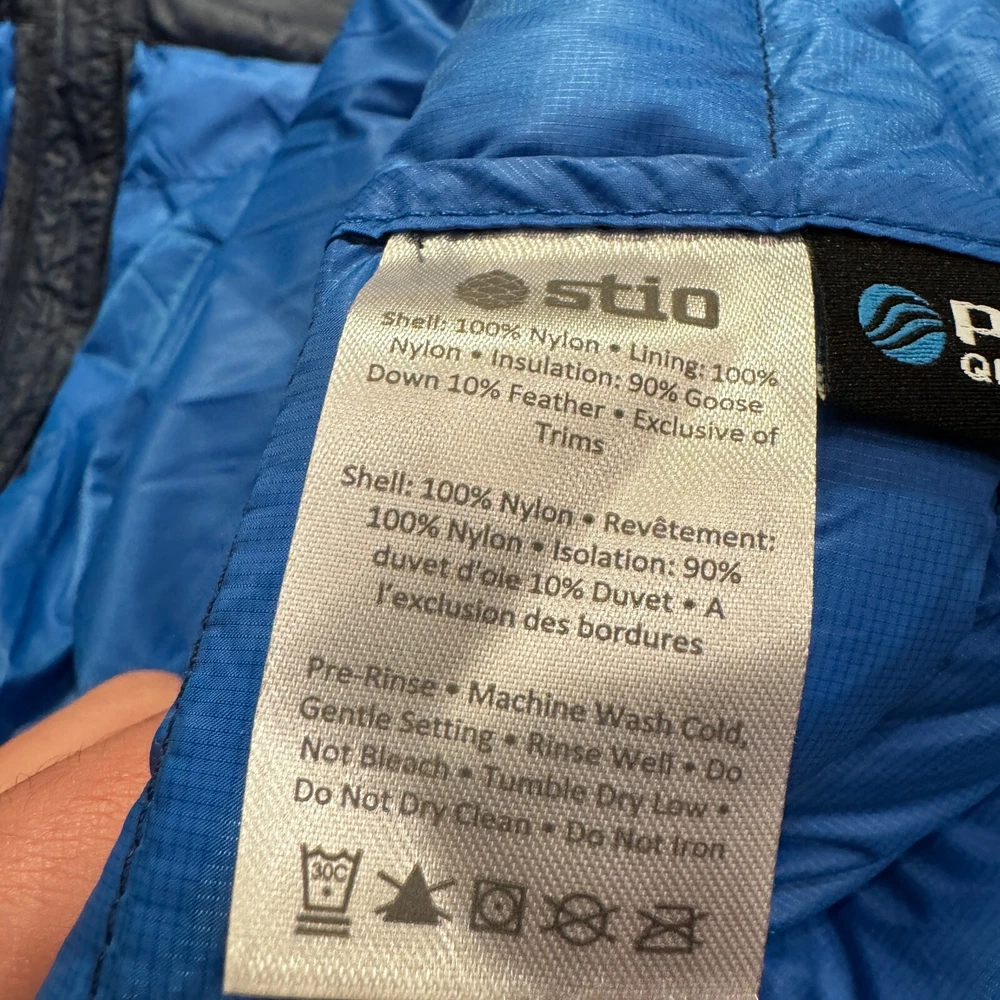 stio
Shell: 100% Nylon • Lining: 100%
Nylon • Insulation: 90% Goose
Down 10% Feather • Exclusive of
Trims
Shell: 100% Nylon • Revêtement:
100% Nylon • Isolation: 90%
duvet d'oie 10% Duvet • A
l'exclusion des bordures
Pre-Rinse • Machine Wash Cold,
Gentle Setting • Rinse Well • Do
Not Bleach • Tumble Dry Low •
Do Not Dry Clean • Do Not Iron
30C